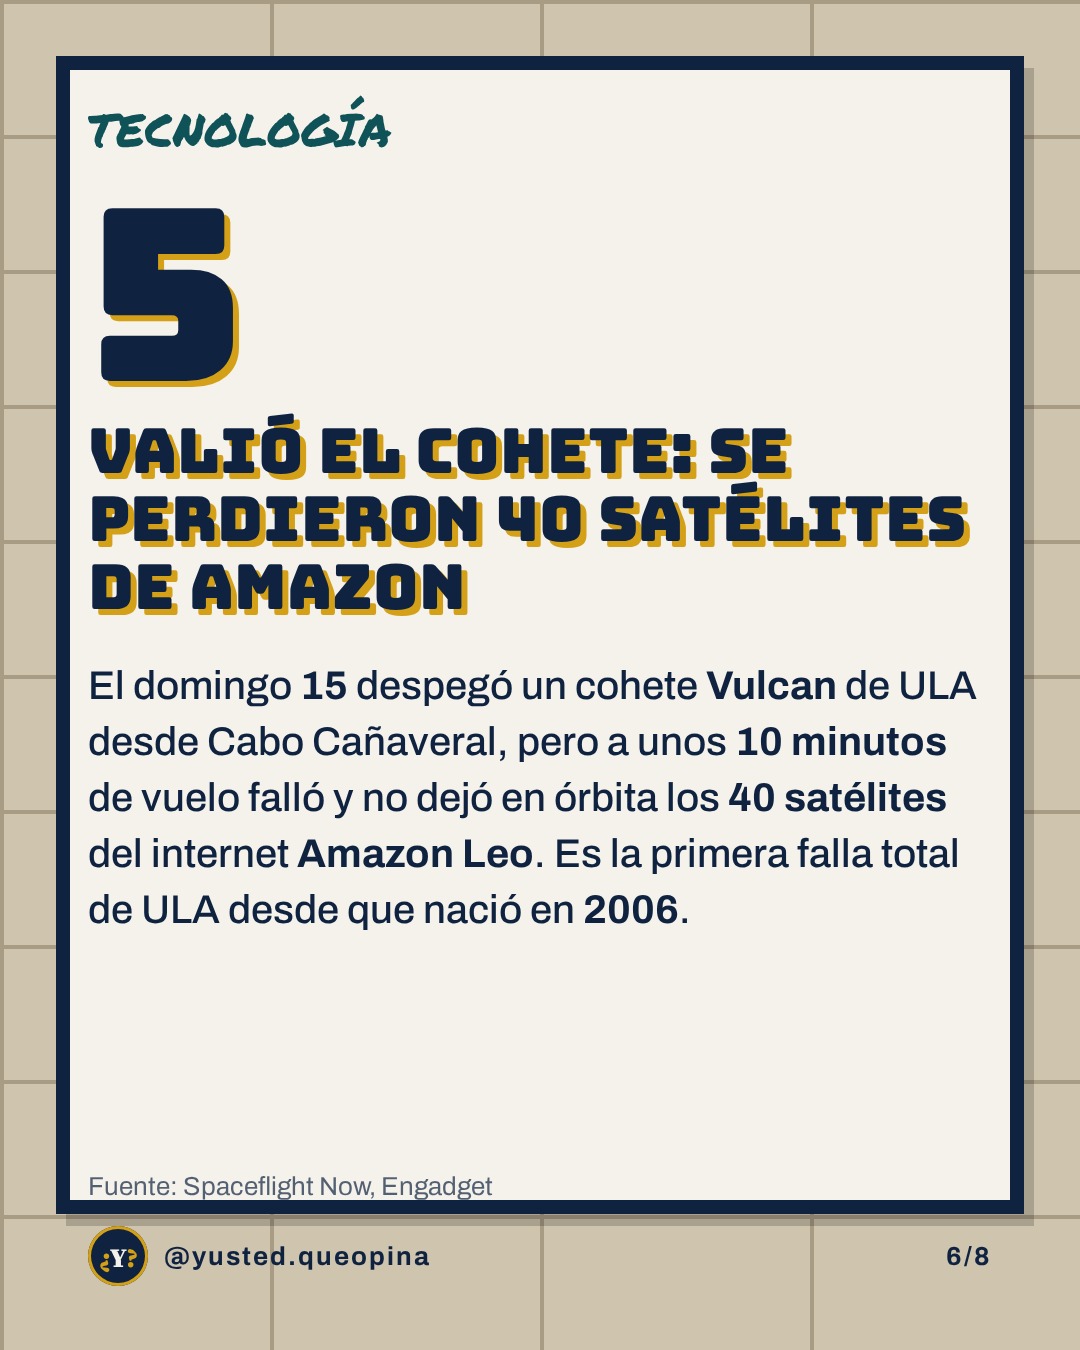 TECNOLOGÍA
5
VALIÓ EL COHETE: SE
PERDIERON 40 SATÉLITES
DE AMAZON
El domingo 15 despegó un cohete Vulcan de ULA
desde Cabo Cañaveral, pero a unos 10 minutos
de vuelo falló y no dejó en órbita los 40 satélites
del internet Amazon Leo. Es la primera falla total
de ULA desde que nació en 2006.
Fuente: Spaceflight Now, Engadget
¿Y?
@yusted.queopina
6/8